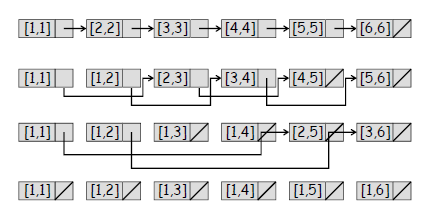 [1,1] [2,2] [3,3] [4,4] [5,5] [6,6]
[1,1] [1,2] [2,3] [3,4] [4,5] [5,6]
[1,1] [1,2] [1,3] [1,4] [2,5] [3,6]
[1,1] [1,2] [1,3] [1,4] [1,5] [1,6]